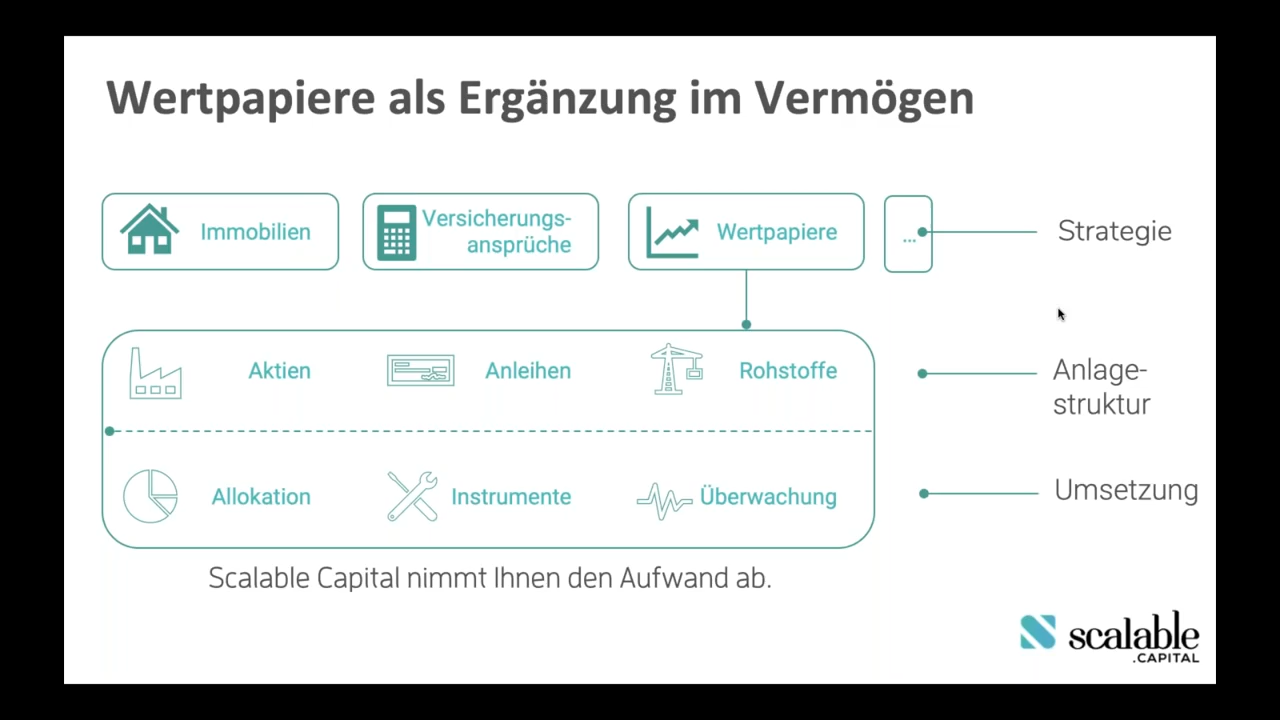 Wertpapiere als Ergänzung im Vermögen
Immobilien
Versicherungs-
ansprüche
Wertpapiere
...
Strategie
Aktien
Anleihen
Rohstoffe
Anlage-
struktur
Allokation
Instrumente
Überwachung
Umsetzung
Scalable Capital nimmt Ihnen den Aufwand ab.
scalable
.CAPITAL